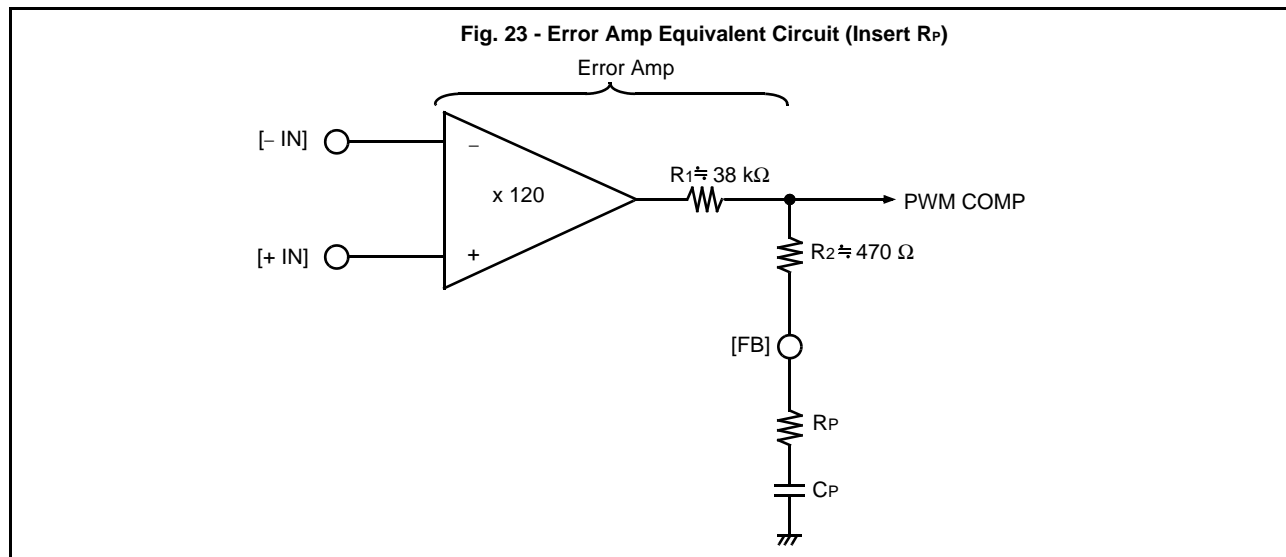 Fig. 23 - Error Amp Equivalent Circuit (Insert RP)
Error Amp
[− IN]
−
x 120
R1≒ 38 kΩ
PWM COMP
[+ IN]
+
R2≒ 470 Ω
[FB]
RP
CP